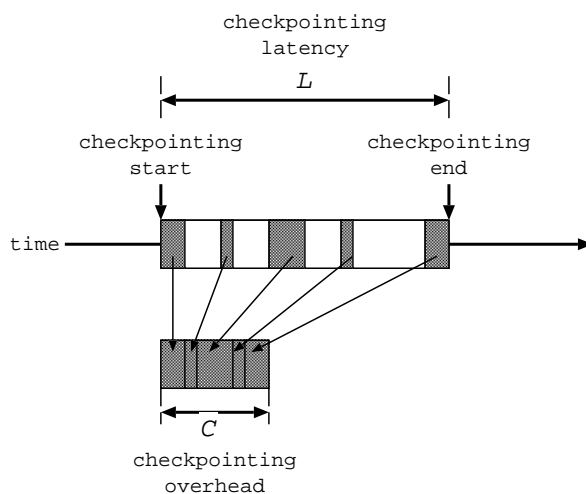 checkpointing
latency
L
checkpointing
start
checkpointing
end
time
C
checkpointing
overhead